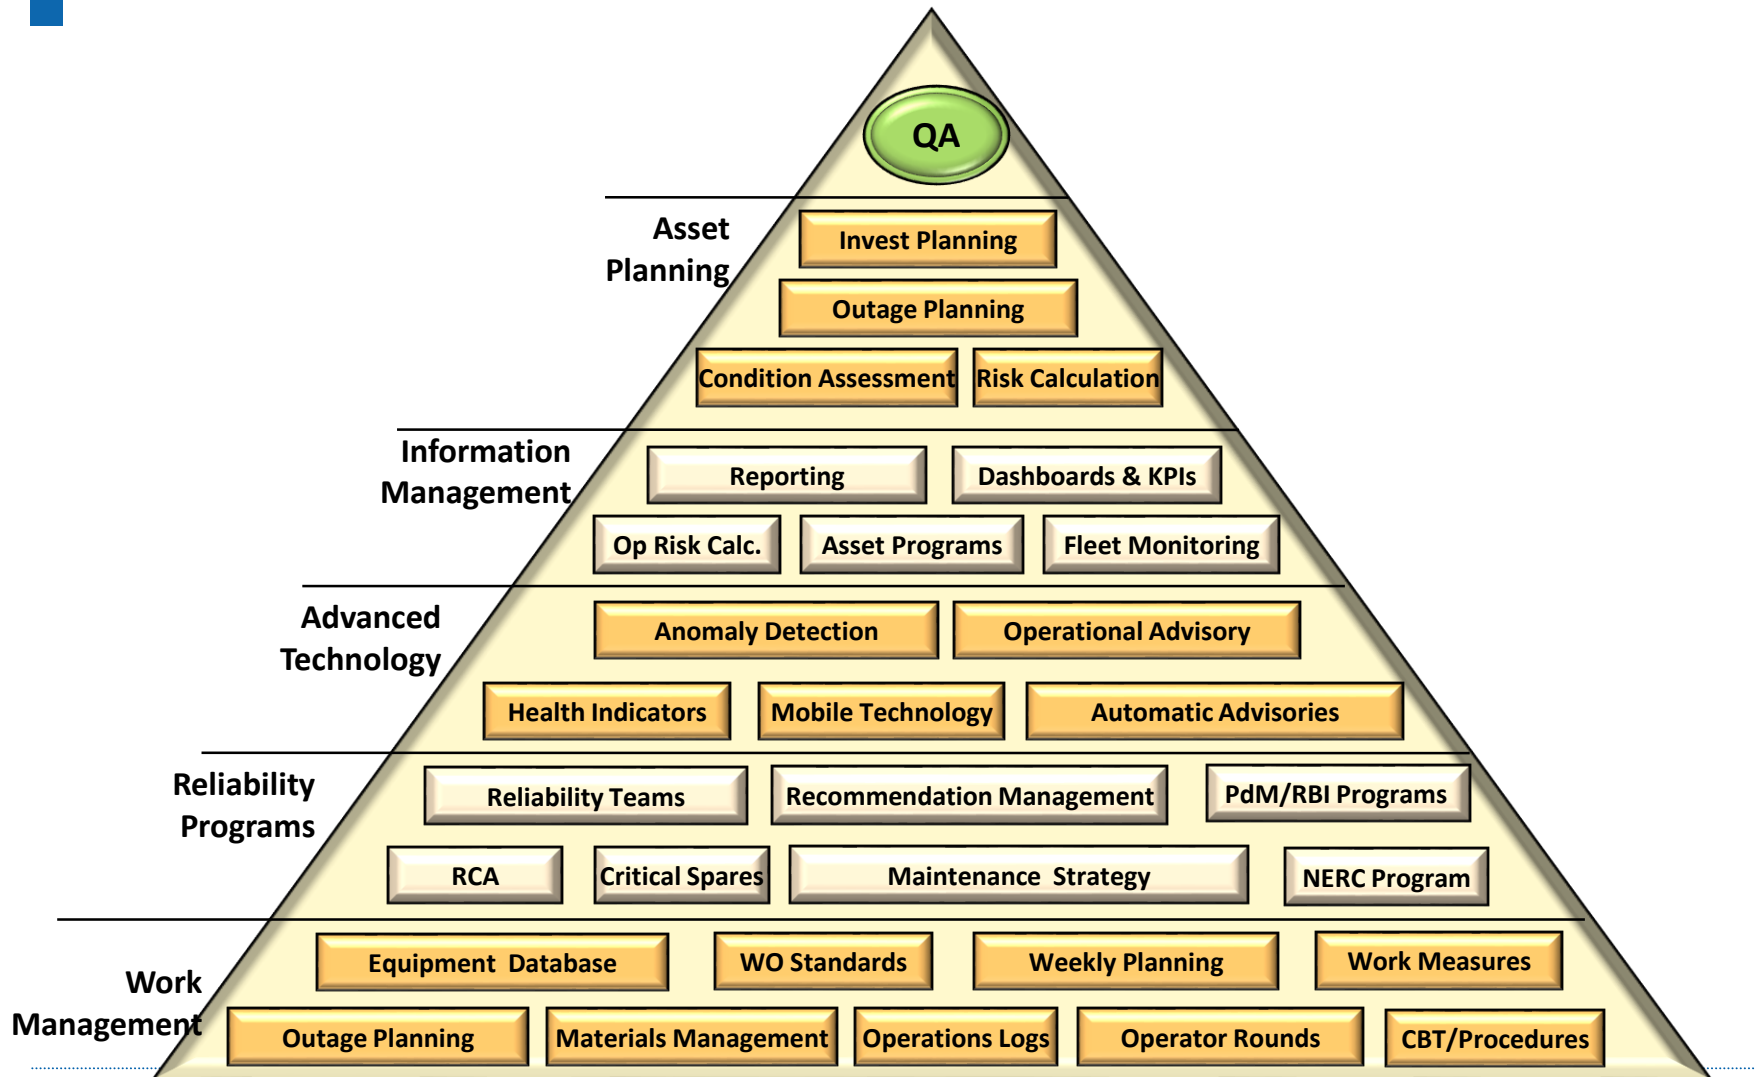 QA
Asset
Planning
Invest Planning
Outage Planning
Condition Assessment
Risk Calculation
Information
Management
Reporting
Dashboards & KPIs
Op Risk Calc.
Asset Programs
Fleet Monitoring
Advanced
Technology
Anomaly Detection
Operational Advisory
Health Indicators
Mobile Technology
Automatic Advisories
Reliability
Programs
Reliability Teams
Recommendation Management
PdM/RBI Programs
RCA
Critical Spares
Maintenance  Strategy
NERC Program
Work
Management
Equipment  Database
WO Standards
Weekly Planning
Work Measures
Outage Planning
Materials Management
Operations Logs
Operator Rounds
CBT/Procedures